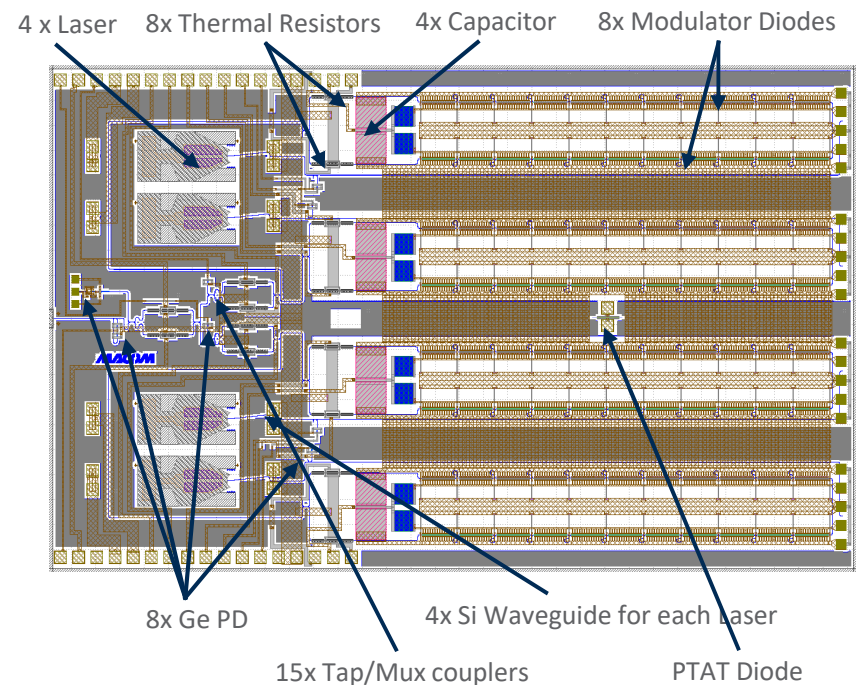 4 x Laser
8x Thermal Resistors
4x Capacitor
8x Modulator Diodes
MACOM
8x Ge PD
4x Si Waveguide for each Laser
15x Tap/Mux couplers
PTAT Diode